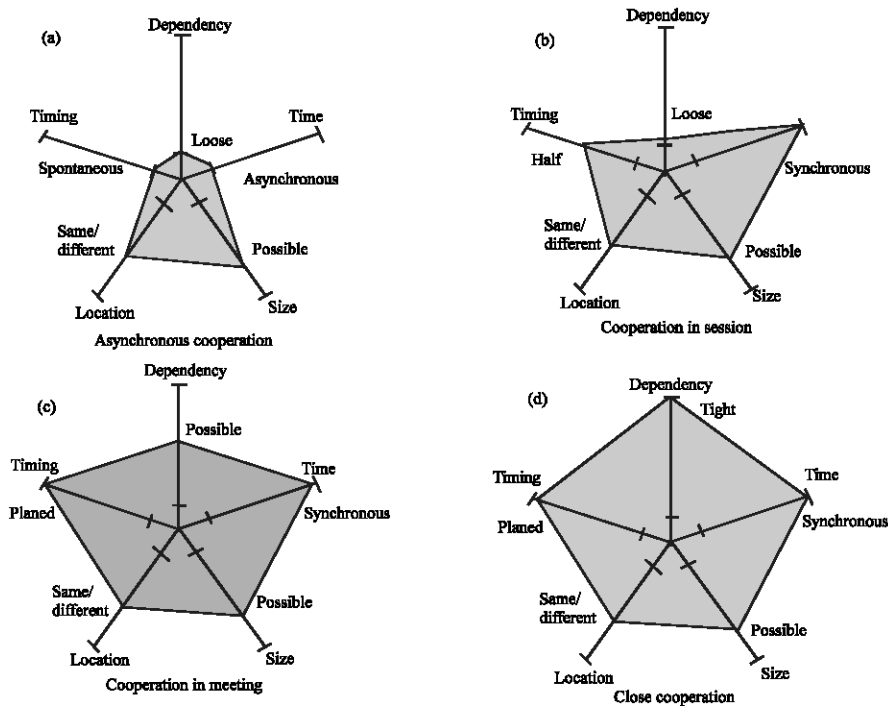 (a)
Dependency
Timing
Time
Loose
Spontaneous
Asynchronous
Same/
different
Possible
Location
Size
Asynchronous cooperation
(b)
Dependency
Timing
Loose
Half
Synchronous
Same/
different
Possible
Location
Size
Cooperation in session
(c)
Dependency
Possible
Timing
Time
Planed
Synchronous
Same/
different
Possible
Location
Size
Cooperation in meeting
(d)
Dependency
Tight
Timing
Time
Planed
Synchronous
Same/
different
Possible
Location
Size
Close cooperation